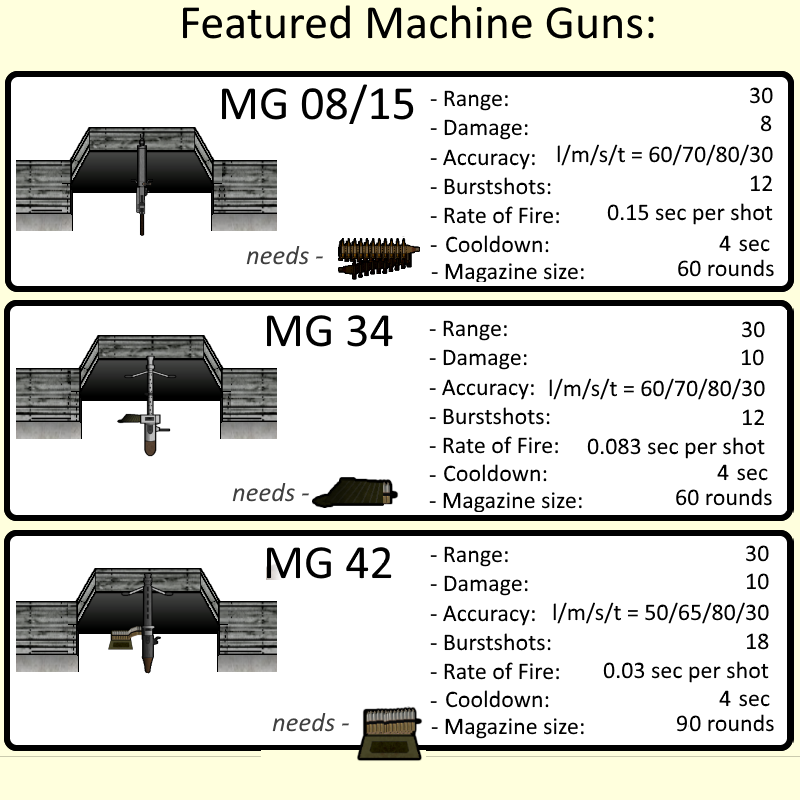 Featured Machine Guns:
MG 08/15
- Range: 30
- Damage: 8
- Accuracy: l/m/s/t = 60/70/80/30
- Burstshots: 12
- Rate of Fire: 0.15 sec per shot
- Cooldown: 4 sec
- Magazine size: 60 rounds
needs -
MG 34
- Range: 30
- Damage: 10
- Accuracy: l/m/s/t = 60/70/80/30
- Burstshots: 12
- Rate of Fire: 0.083 sec per shot
- Cooldown: 4 sec
- Magazine size: 60 rounds
needs -
MG 42
- Range: 30
- Damage: 10
- Accuracy: l/m/s/t = 50/65/80/30
- Burstshots: 18
- Rate of Fire: 0.03 sec per shot
- Cooldown: 4 sec
- Magazine size: 90 rounds
needs -